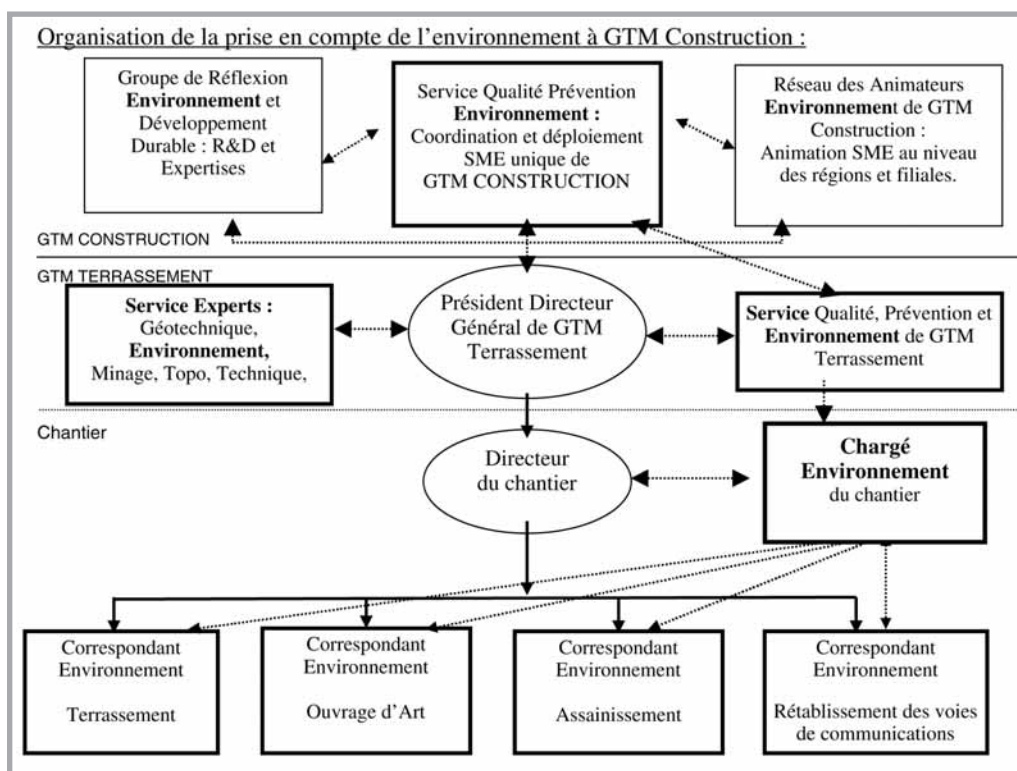 Organisation de la prise en compte de l'environnement à GTM Construction :
Groupe de Réflexion
Environnement et
Développement
Durable : R&D et
Expertises
Service Qualité Prévention
Environnement :
Coordination et déploiement
SME unique de
GTM CONSTRUCTION
Réseau des Animateurs
Environnement de GTM
Construction :
Animation SME au niveau
des régions et filiales.
GTM CONSTRUCTION
GTM TERRASSEMENT
Service Experts :
Géotechnique,
Environnement,
Minage, Topo, Technique,
Président Directeur
Général de GTM
Terrassement
Service Qualité, Prévention et
Environnement de GTM
Terrassement
Chantier
Directeur
du chantier
Chargé
Environnement
du chantier
Correspondant
Environnement
Terrassement
Correspondant
Environnement
Ouvrage d'Art
Correspondant
Environnement
Assainissement
Correspondant
Environnement
Rétablissement des voies
de communications